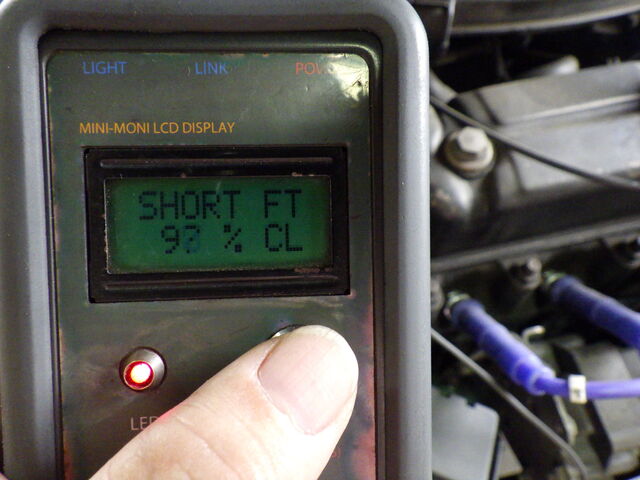 LIGHT LINK
MINI-MONI LCD DISPLAY
SHORT FT
% CL